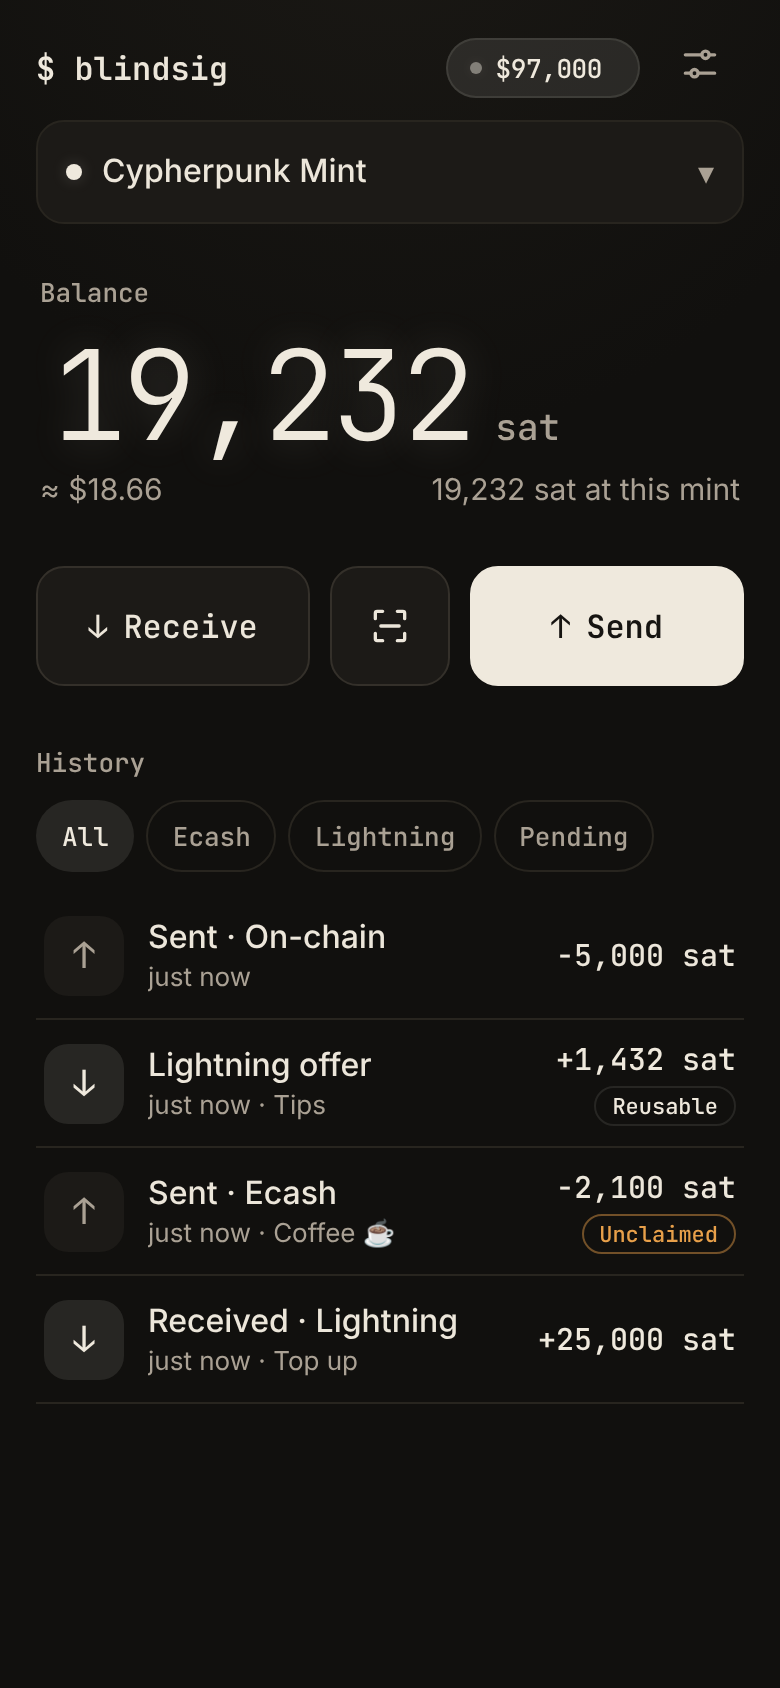 $ blindsig
$97,000
Cypherpunk Mint ▼
Balance
19,232 sat
≈ $18.66
19,232 sat at this mint
↓ Receive
↑ Send
History
All
Ecash
Lightning
Pending
↑ Sent · On-chain
just now
-5,000 sat
↓ Lightning offer
just now · Tips
+1,432 sat
Reusable
↑ Sent · Ecash
just now · Coffee ☕
-2,100 sat
Unclaimed
↓ Received · Lightning
just now · Top up
+25,000 sat